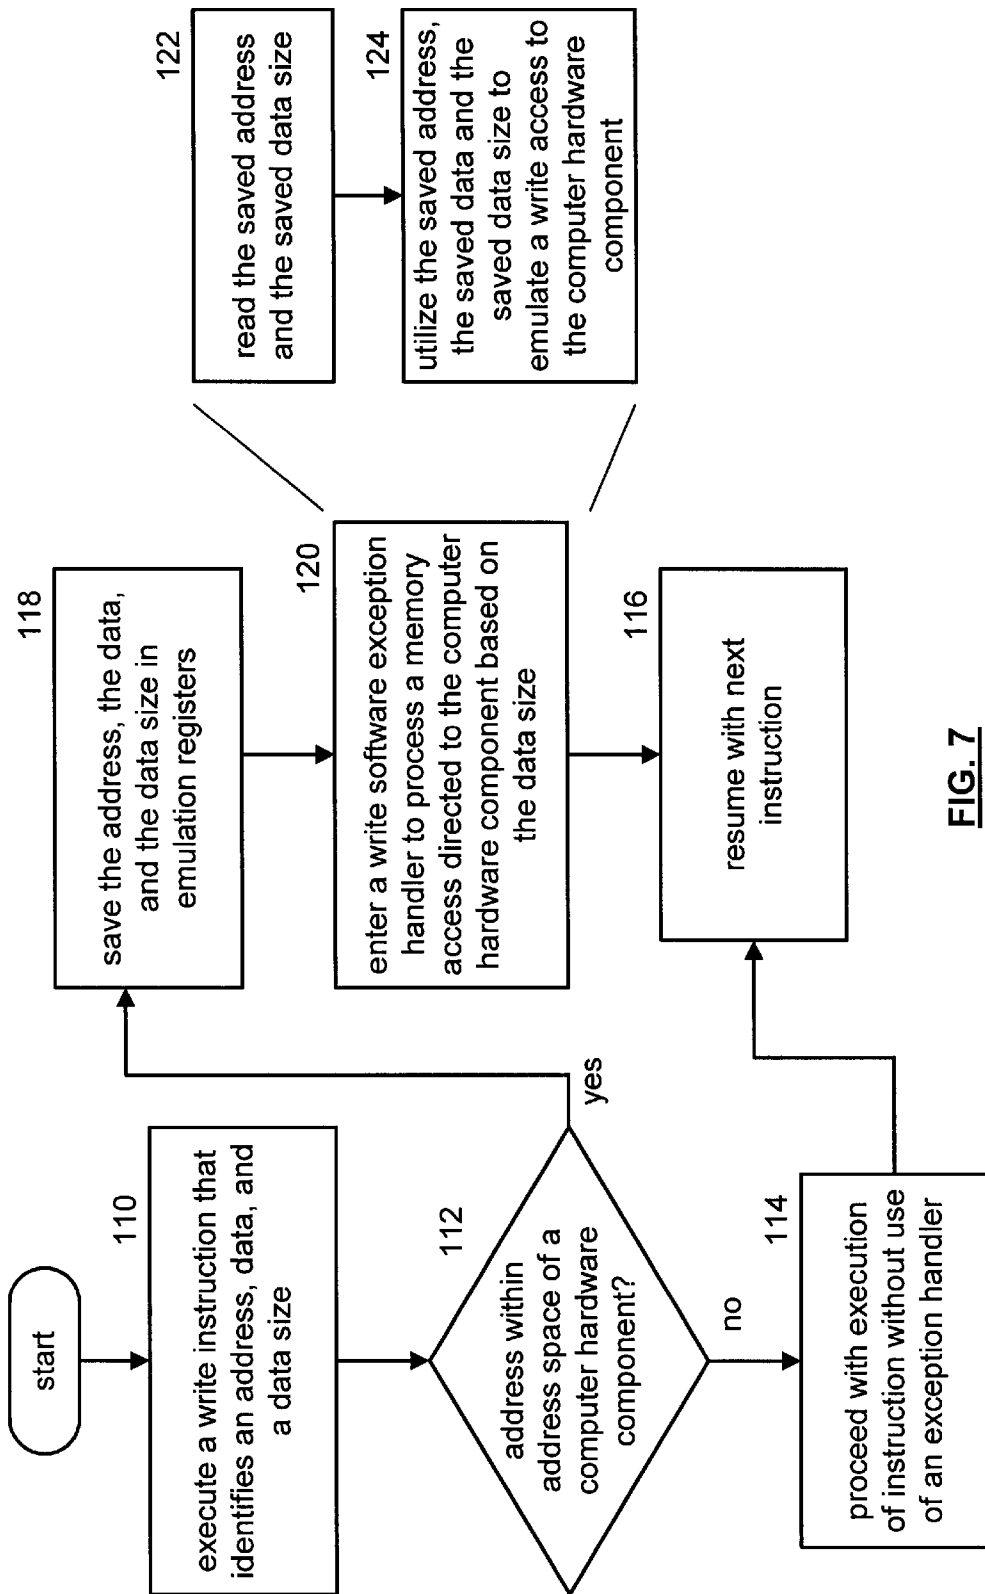 start
110
execute a write instruction that
identifies an address, data, and
a data size
112
address within
address space of a
computer hardware
component?
yes
no
114
proceed with execution
of instruction without use
of an exception handler
118
save the address, the data,
and the data size in
emulation registers
120
enter a write software exception
handler to process a memory
access directed to the computer
hardware component based on
the data size
116
resume with next
instruction
122
read the saved address
and the saved data size
124
utilize the saved address,
the saved data and the
saved data size to
emulate a write access to
the computer hardware
component
FIG. 7